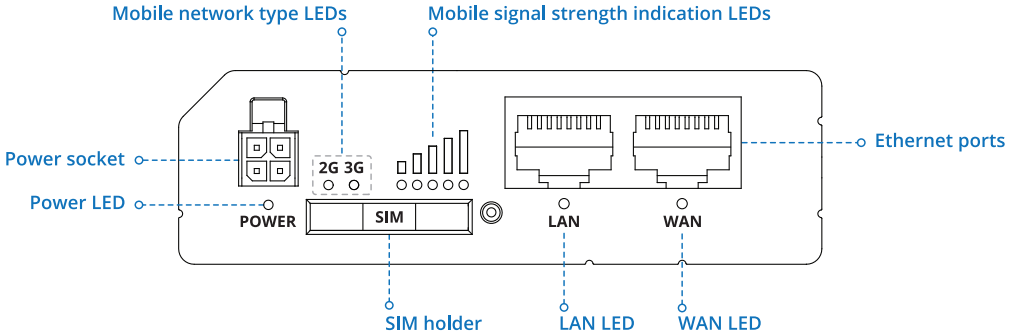 Mobile network type LEDs
Mobile signal strength indication LEDs
Ethernet ports
Power socket
2G 3G
Power LED
POWER
SIM
LAN
WAN
SIM holder
LAN LED
WAN LED